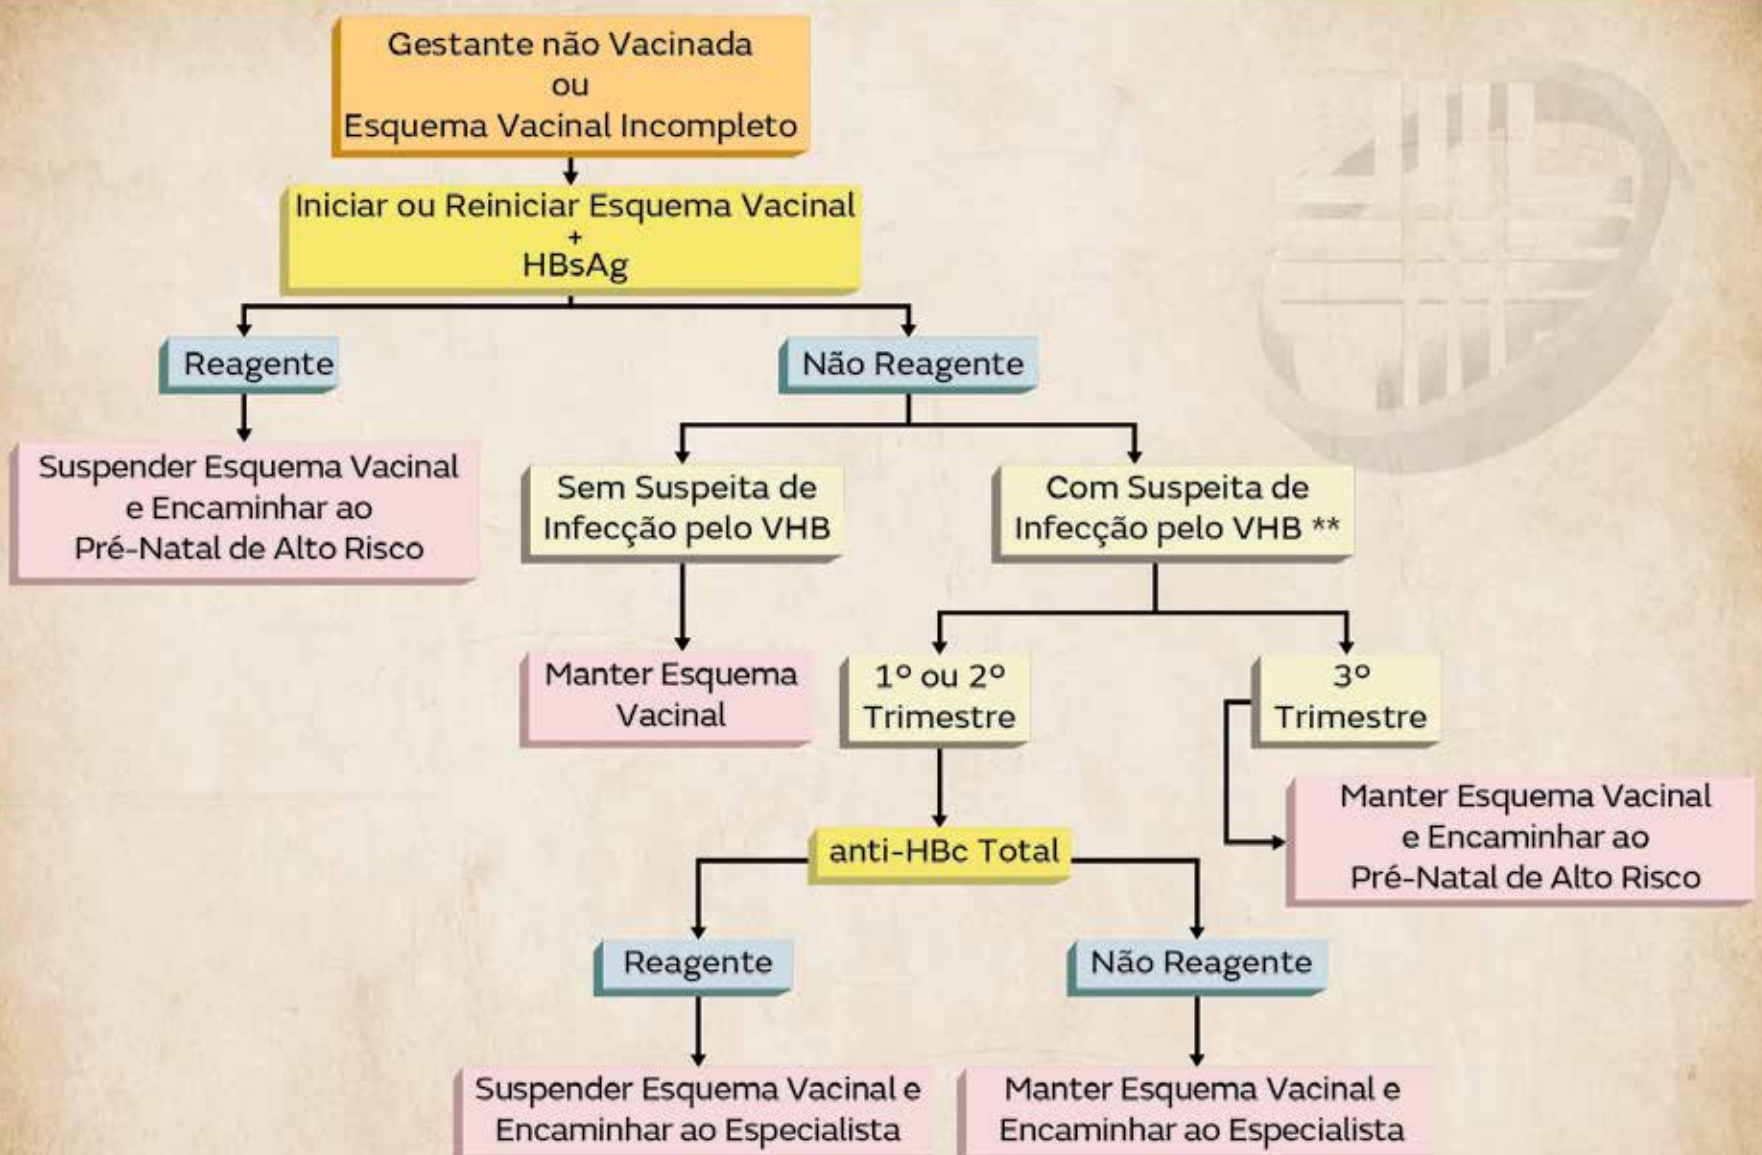 Gestante não Vacinada
ou
Esquema Vacinal Incompleto
Iniciar ou Reiniciar Esquema Vacinal
+
HBsAg
Reagente
Não Reagente
Suspender Esquema Vacinal
e Encaminhar ao
Pré-Natal de Alto Risco
Sem Suspeita de
Infecção pelo VHB
Com Suspeita de
Infecção pelo VHB **
Manter Esquema
Vacinal
1º ou 2º
Trimestre
3º
Trimestre
Manter Esquema Vacinal
e Encaminhar ao
Pré-Natal de Alto Risco
anti-HBc Total
Reagente
Não Reagente
Suspender Esquema Vacinal e
Encaminhar ao Especialista
Manter Esquema Vacinal e
Encaminhar ao Especialista